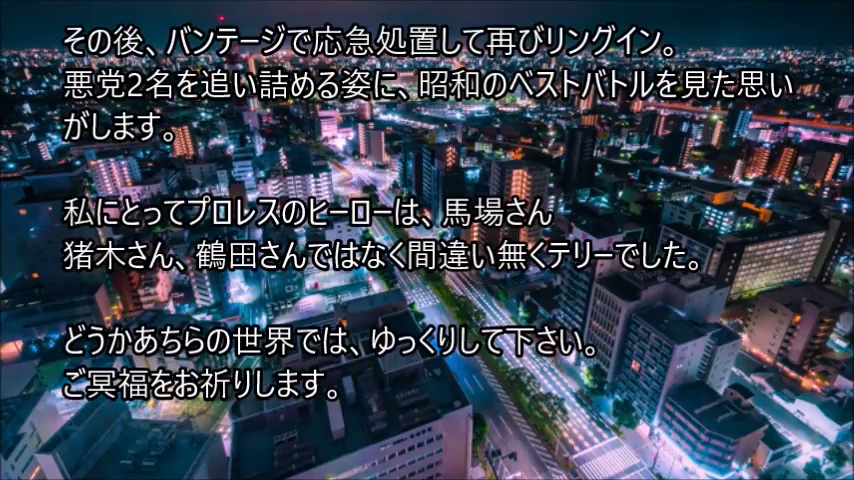 その後、バンテージで応急処置して再びリングイン。
悪党2名を追い詰める姿に、昭和のベストバトルを見た思い
がします。
私にとってプロレスのヒーローは、馬場さん
猪木さん、鶴田さんではなく間違い無くテリーでした。
どうかあちらの世界では、ゆっくりして下さい。
ご冥福をお祈りします。